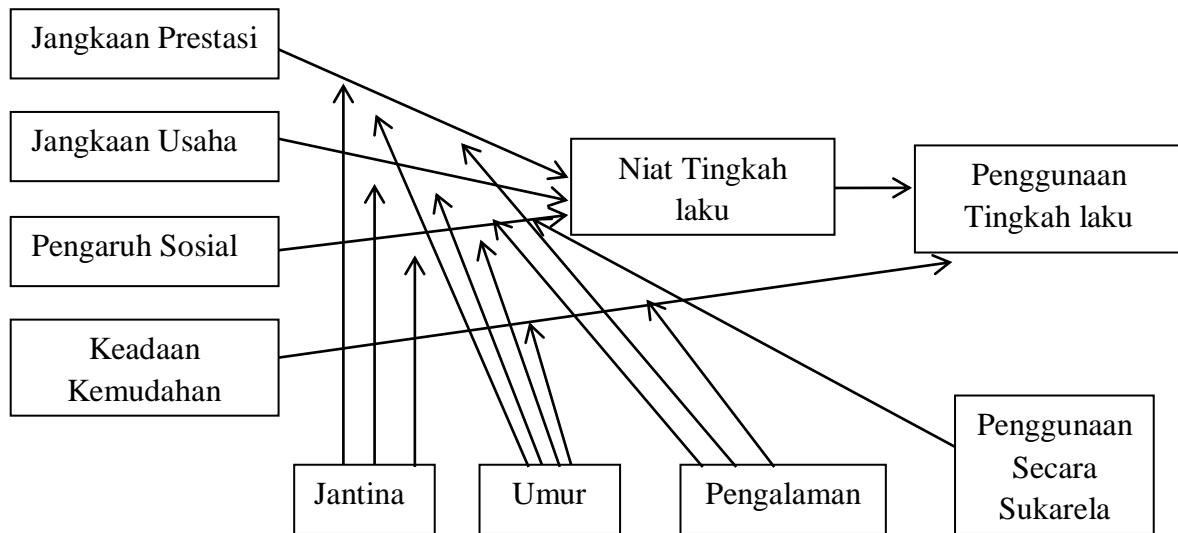 Jangkaan Prestasi
Jangkaan Usaha
Pengaruh Sosial
Keadaan
Kemudahan
Niat Tingkah
laku
Penggunaan
Tingkah laku
Jantina
Umur
Pengalaman
Penggunaan
Secara
Sukarela